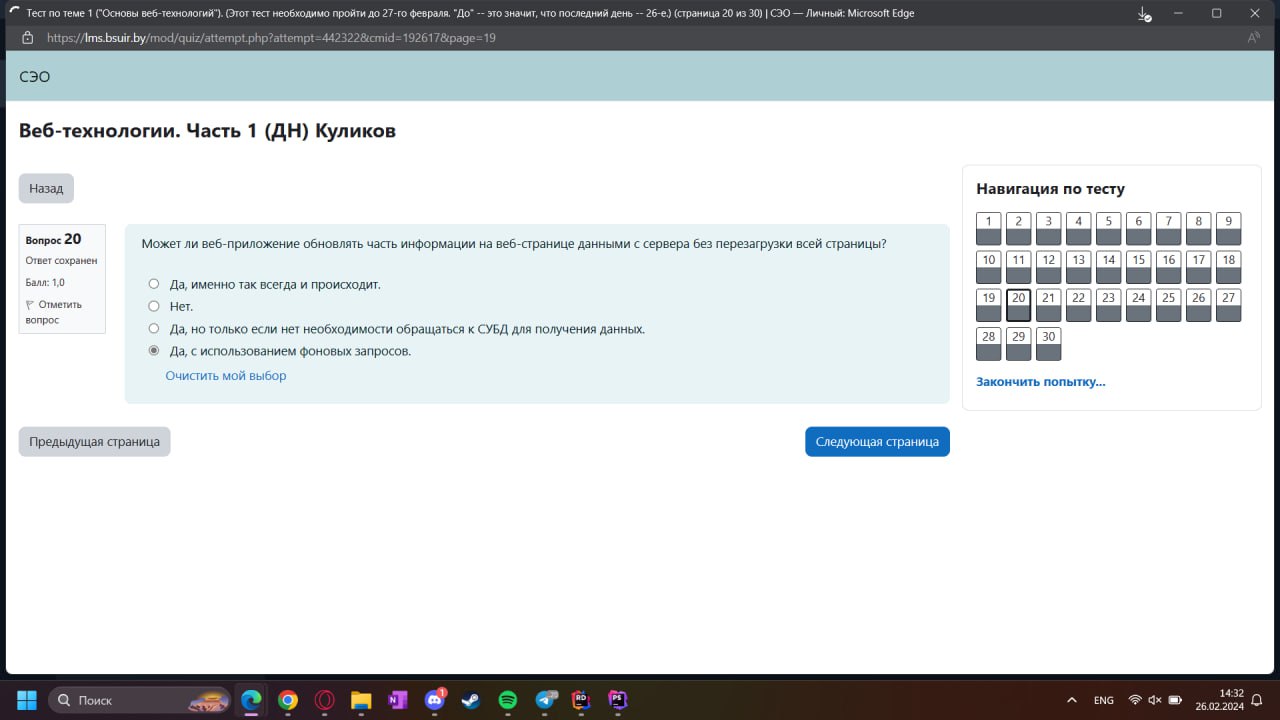 Тест по теме 1 ("Основы веб-технологий"). (Этот тест необходимо пройти до 27-го февраля. "До" -- это значит, что последний день -- 26-е.) (страница 20 из 30) | СЭО — Личный: Microsoft Edge
https://lms.bsuir.by/mod/quiz/attempt.php?attempt=442322&cmid=192617&page=19
СЭО
Веб-технологии. Часть 1 (ДН) Куликов
Назад
Вопрос 20
Ответ сохранен
Балл: 1,0
Отметить
вопрос
Может ли веб-приложение обновлять часть информации на веб-странице данными с сервера без перезагрузки всей страницы?
Да, именно так всегда и происходит.
Нет.
Да, но только если нет необходимости обращаться к СУБД для получения данных.
Да, с использованием фоновых запросов.
Очистить мой выбор
Предыдущая страница
Следующая страница
Навигация по тесту
1 2 3 4 5 6 7 8 9
10 11 12 13 14 15 16 17 18
19 20 21 22 23 24 25 26 27
28 29 30
Закончить попытку...
Поиск
1
RD
PS
ENG
14:32
26.02.2024